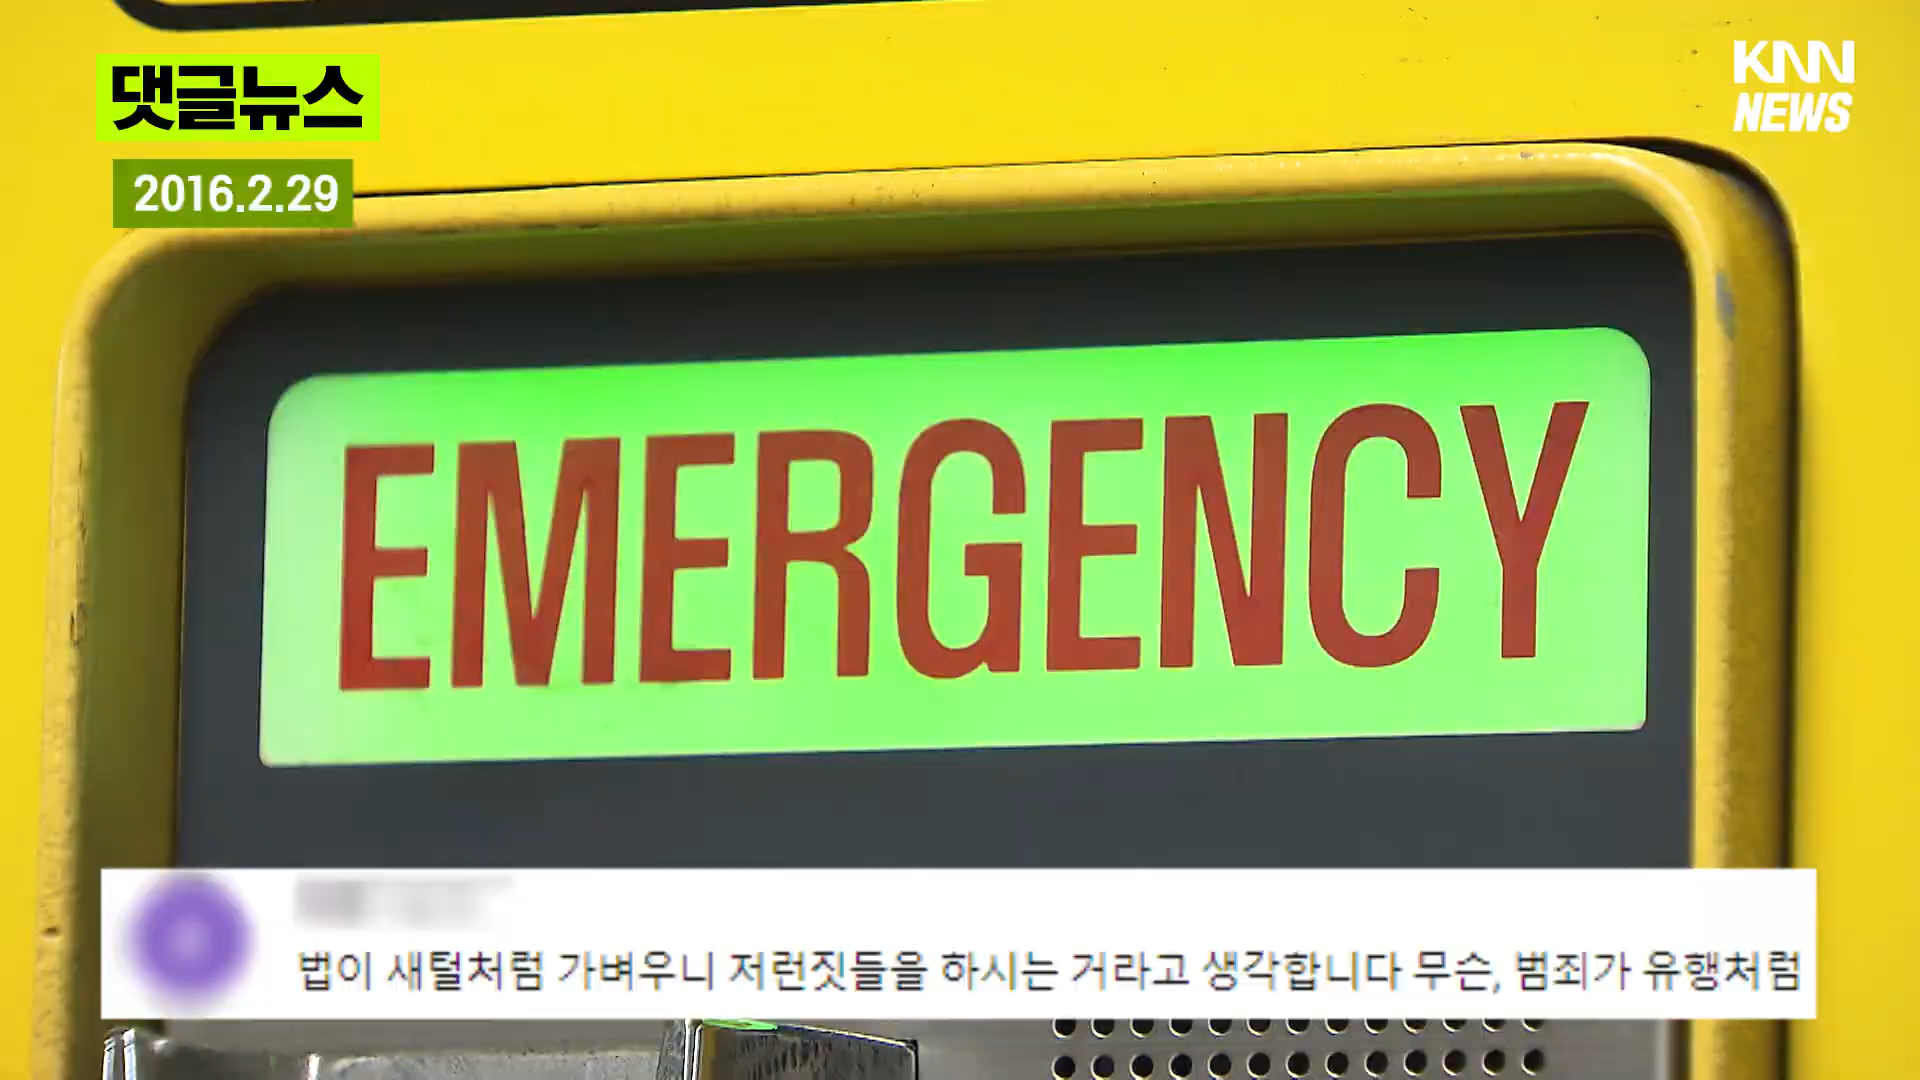 댓글뉴스
KNN
NEWS
2016.2.29
EMERGENCY
법이 새털처럼 가벼우니 저런짓들을 하시는 거라고 생각합니다 무슨, 범죄가 유행처럼